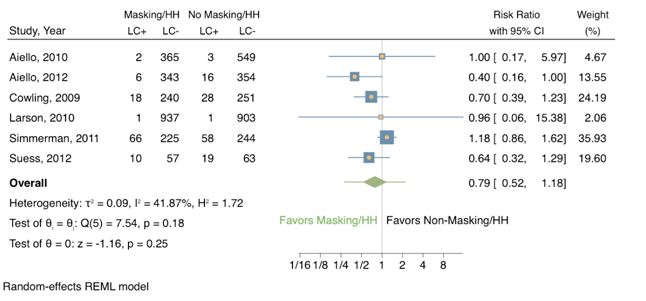 Masking/HH No Masking/HH Risk Ratio Weight
Study, Year LC+ LC- LC+ LC- with 95% CI (%)
Aiello, 2010 2 365 3 549 1.00 [ 0.17, 5.97] 4.67
Aiello, 2012 6 343 16 354 0.40 [ 0.16, 1.00] 13.55
Cowling, 2009 18 240 28 251 0.70 [ 0.39, 1.23] 24.19
Larson, 2010 1 937 1 903 0.96 [ 0.06, 15.38] 2.06
Simmerman, 2011 66 225 58 244 1.18 [ 0.86, 1.62] 35.93
Suess, 2012 10 57 19 63 0.64 [ 0.32, 1.29] 19.60
Overall 0.79 [ 0.52, 1.18]
Heterogeneity: τ² = 0.09, I² = 41.87%, H² = 1.72
Favors Masking/HH Favors Non-Masking/HH
Test of θᵢ = θⱼ: Q(5) = 7.54, p = 0.18
Test of θ = 0: z = -1.16, p = 0.25
1/16 1/8 1/4 1/2 1 2 4 8
Random-effects REML model